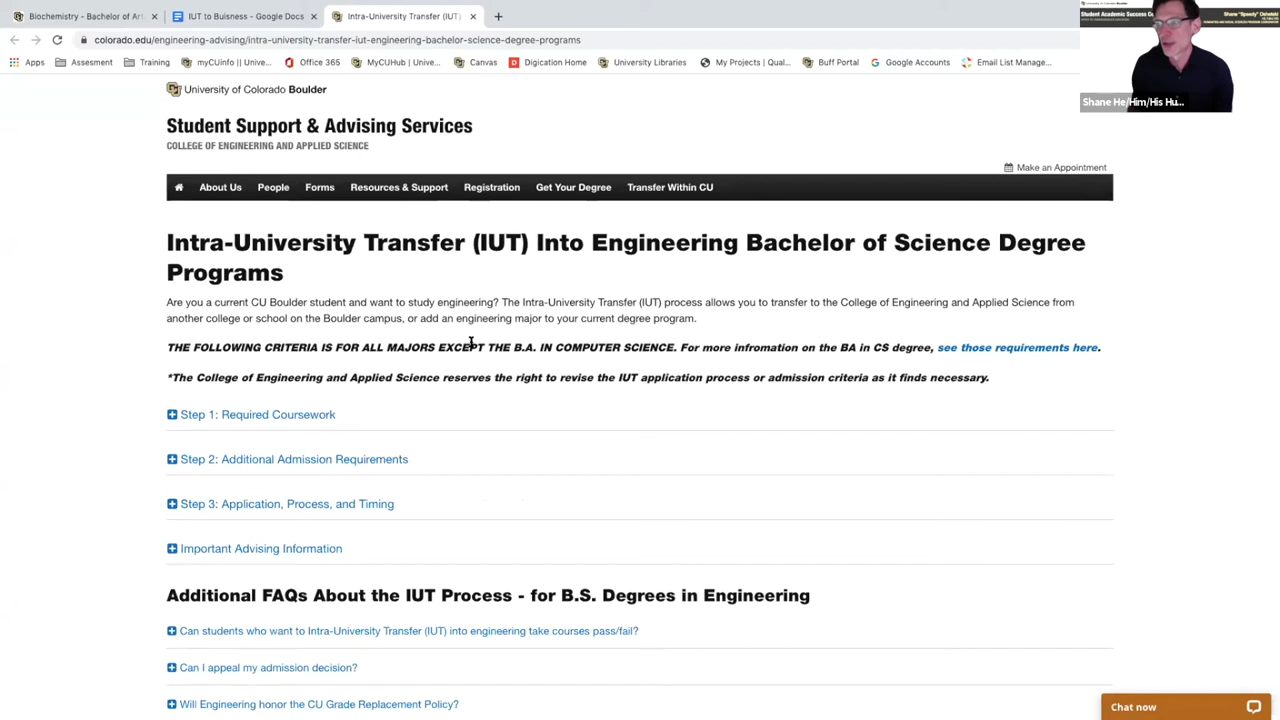 Biochemistry - Bachelor of Ar
IUT to Buisness - Google Docs
Intra-University Transfer (IUT)
colorado.edu/engineering-advising/intra-university-transfer-iut-engineering-bachelor-science-degree-programs
Apps
Assesment
Training
myCUinfo || Unive...
Office 365
MyCUHub | Unive...
Canvas
Digication Home
University Libraries
My Projects | Qual...
Buff Portal
Google Accounts
Email List Manage...
Student Academic Success C
Shane "Speedy" Oshetski
Shane He/Him/His Hu...
University of Colorado Boulder
Student Support & Advising Services
COLLEGE OF ENGINEERING AND APPLIED SCIENCE
Make an Appointment
About Us People Forms Resources & Support Registration Get Your Degree Transfer Within CU
Intra-University Transfer (IUT) Into Engineering Bachelor of Science Degree
Programs
Are you a current CU Boulder student and want to study engineering? The Intra-University Transfer (IUT) process allows you to transfer to the College of Engineering and Applied Science from
another college or school on the Boulder campus, or add an engineering major to your current degree program.
THE FOLLOWING CRITERIA IS FOR ALL MAJORS EXCEPT THE B.A. IN COMPUTER SCIENCE. For more infromation on the BA in CS degree, see those requirements here.
*The College of Engineering and Applied Science reserves the right to revise the IUT application process or admission criteria as it finds necessary.
Step 1: Required Coursework
Step 2: Additional Admission Requirements
Step 3: Application, Process, and Timing
Important Advising Information
Additional FAQs About the IUT Process - for B.S. Degrees in Engineering
Can students who want to Intra-University Transfer (IUT) into engineering take courses pass/fail?
Can I appeal my admission decision?
Will Engineering honor the CU Grade Replacement Policy?
Chat now